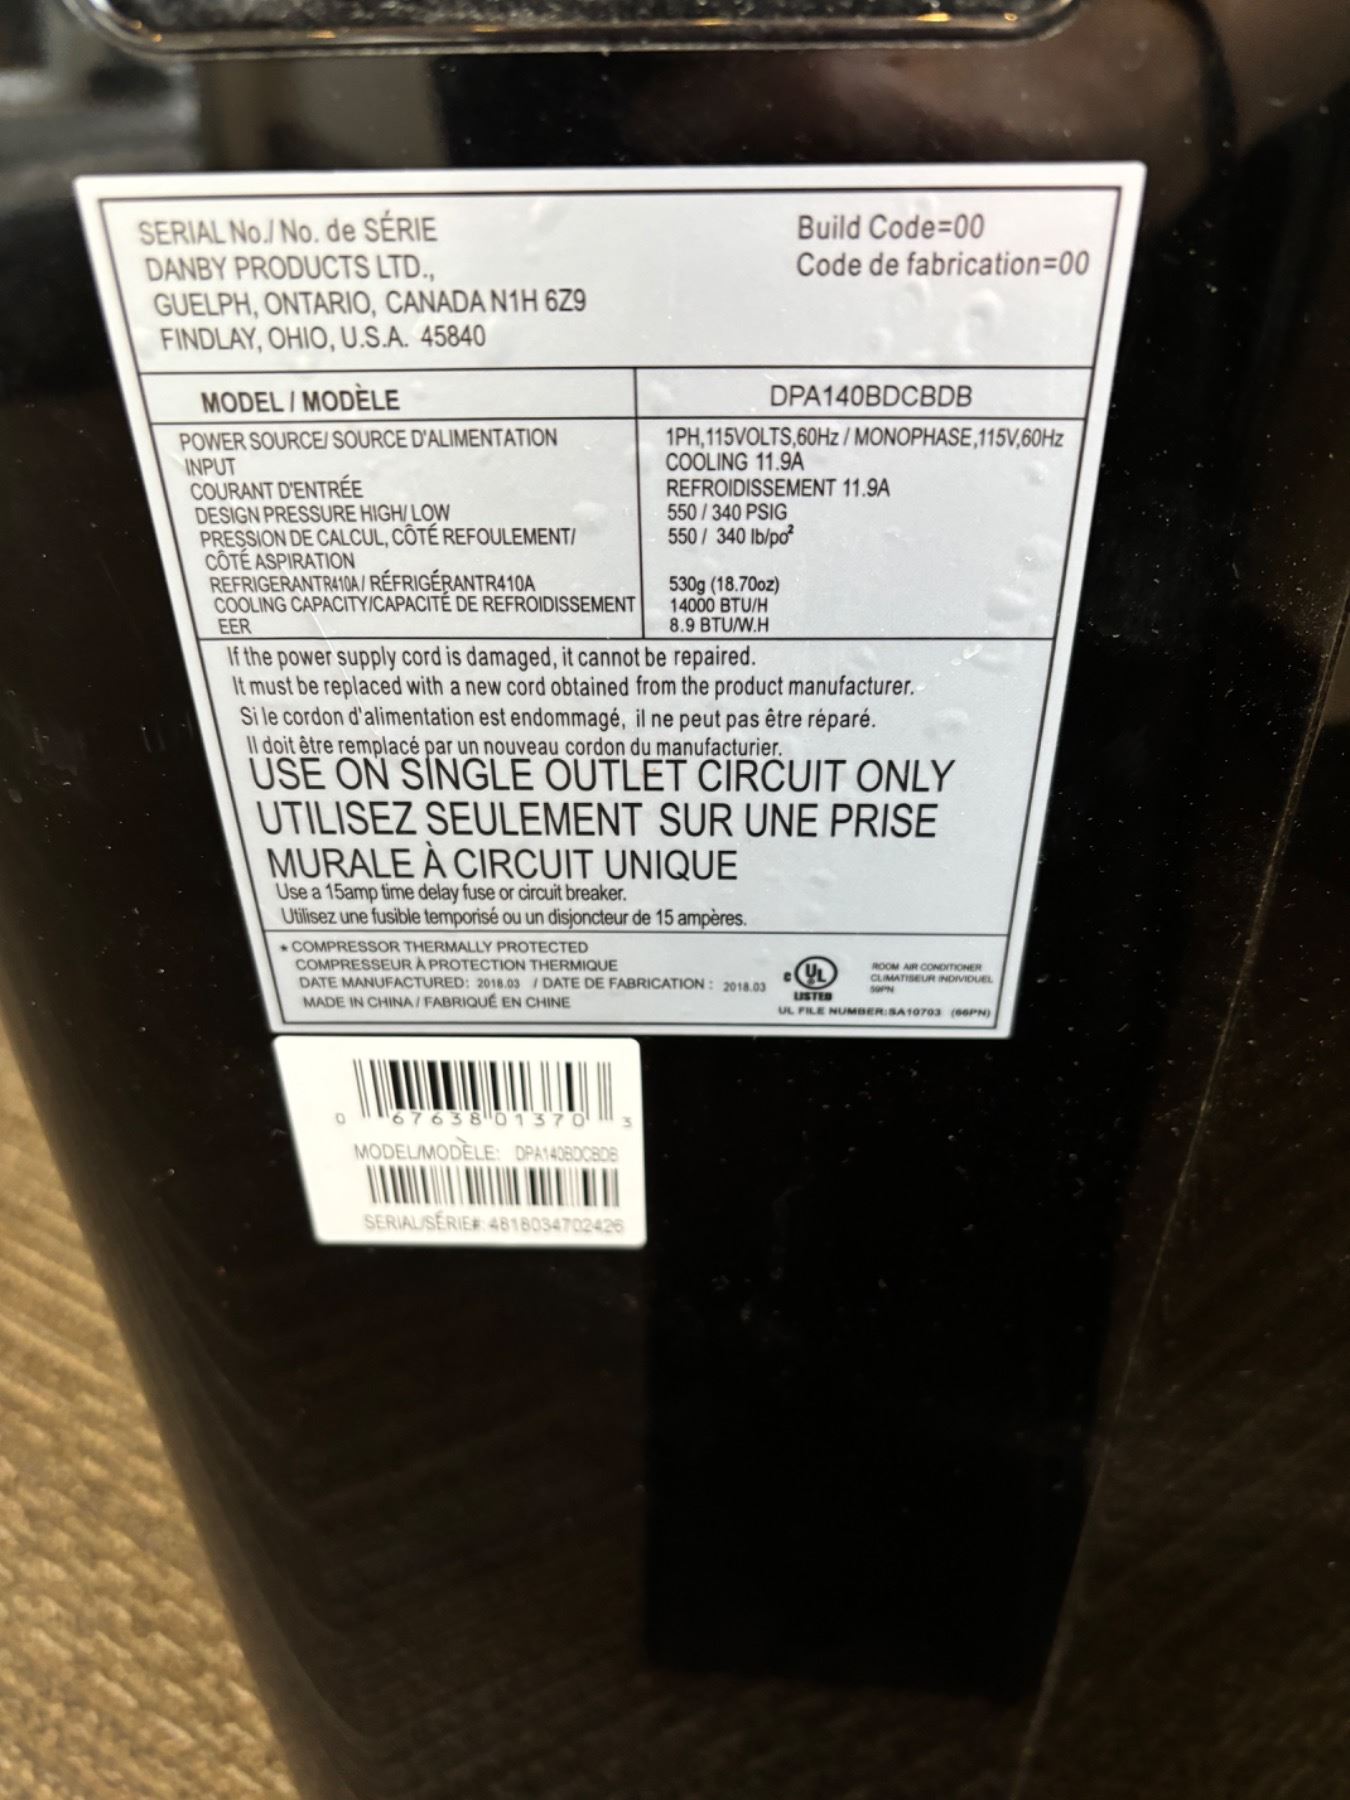 SERIAL No./ No. de SÉRIE
DANBY PRODUCTS LTD.,
GUELPH, ONTARIO, CANADA N1H 6Z9
FINDLAY, OHIO, U.S.A. 45840
Build Code=00
Code de fabrication=00
MODEL / MODÈLE DPA140BDCBDB
POWER SOURCE/ SOURCE D'ALIMENTATION 1PH,115VOLTS,60Hz / MONOPHASE,115V,60Hz
INPUT COOLING 11.9A
COURANT D'ENTRÉE REFROIDISSEMENT 11.9A
DESIGN PRESSURE HIGH/ LOW 550 / 340 PSIG
PRESSION DE CALCUL, CÔTÉ REFOULEMENT/ 550 / 340 lb/po²
CÔTÉ ASPIRATION
REFRIGERANTR410A / RÉFRIGÉRANTR410A 530g (18.70oz)
COOLING CAPACITY/CAPACITÉ DE REFROIDISSEMENT 14000 BTU/H
EER 8.9 BTU/W.H
If the power supply cord is damaged, it cannot be repaired.
It must be replaced with a new cord obtained from the product manufacturer.
Si le cordon d'alimentation est endommagé, il ne peut pas être réparé.
Il doit être remplacé par un nouveau cordon du manufacturier.
USE ON SINGLE OUTLET CIRCUIT ONLY
UTILISEZ SEULEMENT SUR UNE PRISE
MURALE À CIRCUIT UNIQUE
Use a 15amp time delay fuse or circuit breaker.
Utilisez une fusible temporisé ou un disjoncteur de 15 ampères.
* COMPRESSOR THERMALLY PROTECTED
COMPRESSEUR À PROTECTION THERMIQUE
DATE MANUFACTURED: 2018.03 / DATE DE FABRICATION : 2018.03
MADE IN CHINA / FABRIQUÉ EN CHINE
c UL
LISTED
ROOM AIR CONDITIONER
CLIMATISEUR INDIVIDUEL
59PN
UL FILE NUMBER:SA10703 (66PN)
0 67638 01370 3
MODEL/MODÈLE: DPA140BDCBDB
SERIAL/SÉRIE#: 4818034702426